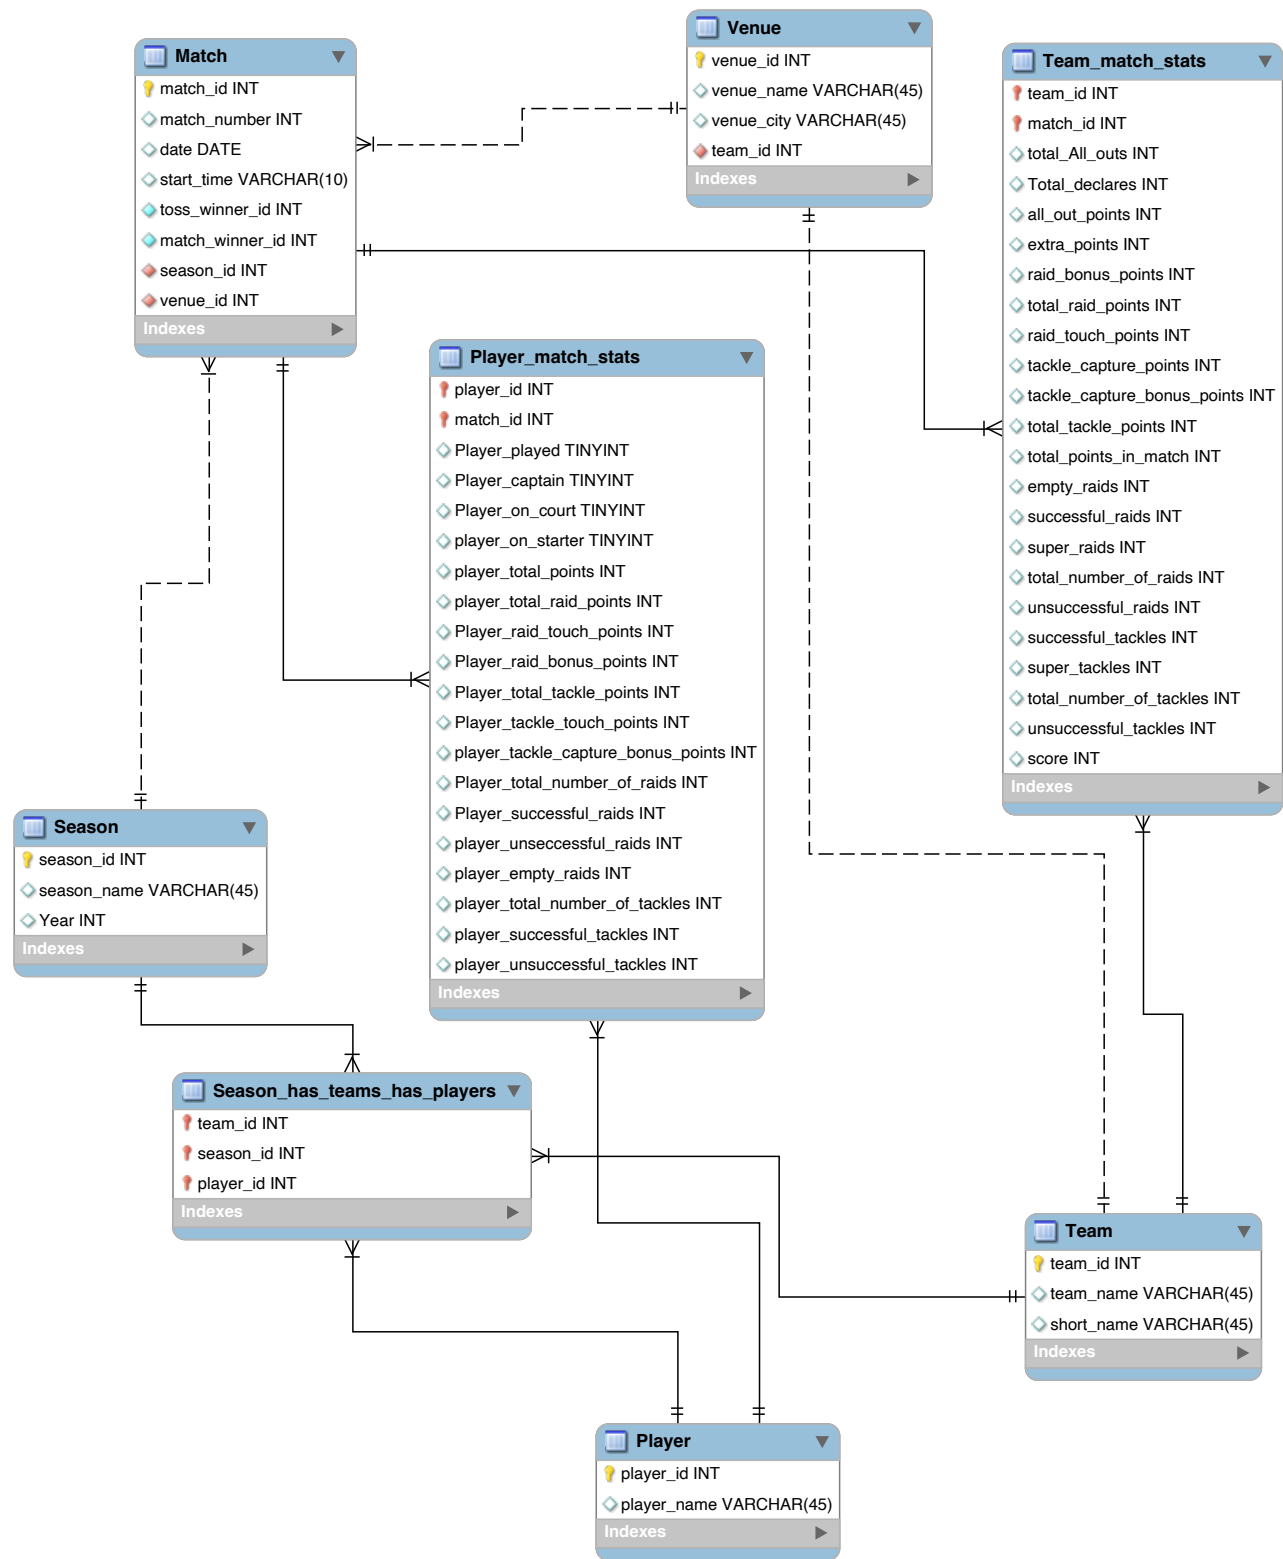 Match
match_id INT
match_number INT
date DATE
start_time VARCHAR(10)
toss_winner_id INT
match_winner_id INT
season_id INT
venue_id INT
Indexes
Venue
venue_id INT
venue_name VARCHAR(45)
venue_city VARCHAR(45)
team_id INT
Indexes
Team_match_stats
team_id INT
match_id INT
total_All_outs INT
Total_declares INT
all_out_points INT
extra_points INT
raid_bonus_points INT
total_raid_points INT
raid_touch_points INT
tackle_capture_points INT
tackle_capture_bonus_points INT
total_tackle_points INT
total_points_in_match INT
empty_raids INT
successful_raids INT
super_raids INT
total_number_of_raids INT
unsuccessful_raids INT
successful_tackles INT
super_tackles INT
total_number_of_tackles INT
unsuccessful_tackles INT
score INT
Indexes
Player_match_stats
player_id INT
match_id INT
Player_played TINYINT
Player_captain TINYINT
Player_on_court TINYINT
player_on_starter TINYINT
player_total_points INT
player_total_raid_points INT
Player_raid_touch_points INT
Player_raid_bonus_points INT
Player_total_tackle_points INT
Player_tackle_touch_points INT
player_tackle_capture_bonus_points INT
Player_total_number_of_raids INT
Player_successful_raids INT
player_unseccessful_raids INT
player_empty_raids INT
player_total_number_of_tackles INT
player_successful_tackles INT
player_unsuccessful_tackles INT
Indexes
Season
season_id INT
season_name VARCHAR(45)
Year INT
Indexes
Season_has_teams_has_players
team_id INT
season_id INT
player_id INT
Indexes
Team
team_id INT
team_name VARCHAR(45)
short_name VARCHAR(45)
Indexes
Player
player_id INT
player_name VARCHAR(45)
Indexes